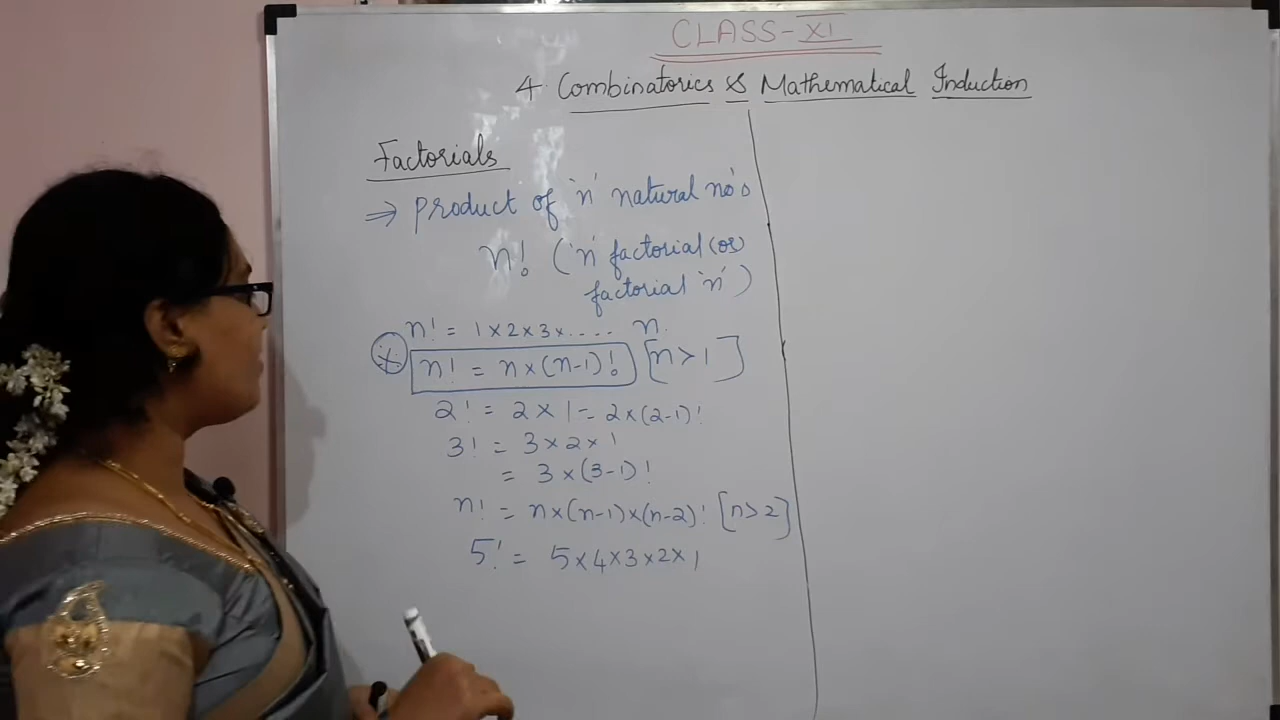 CLASS-XI
4. Combinatorics & Mathematical Induction
Factorials
⇒ product of 'n' natural no's
n! ('n' factorial (or)
factorial 'n')
n! = 1×2×3×.... n.
* n! = n×(n-1)! [n>1]
2! = 2×1 = 2×(2-1)!
3! = 3×2×1
= 3×(3-1)!
n! = n×(n-1)×(n-2)! [n>2]
5! = 5×4×3×2×1